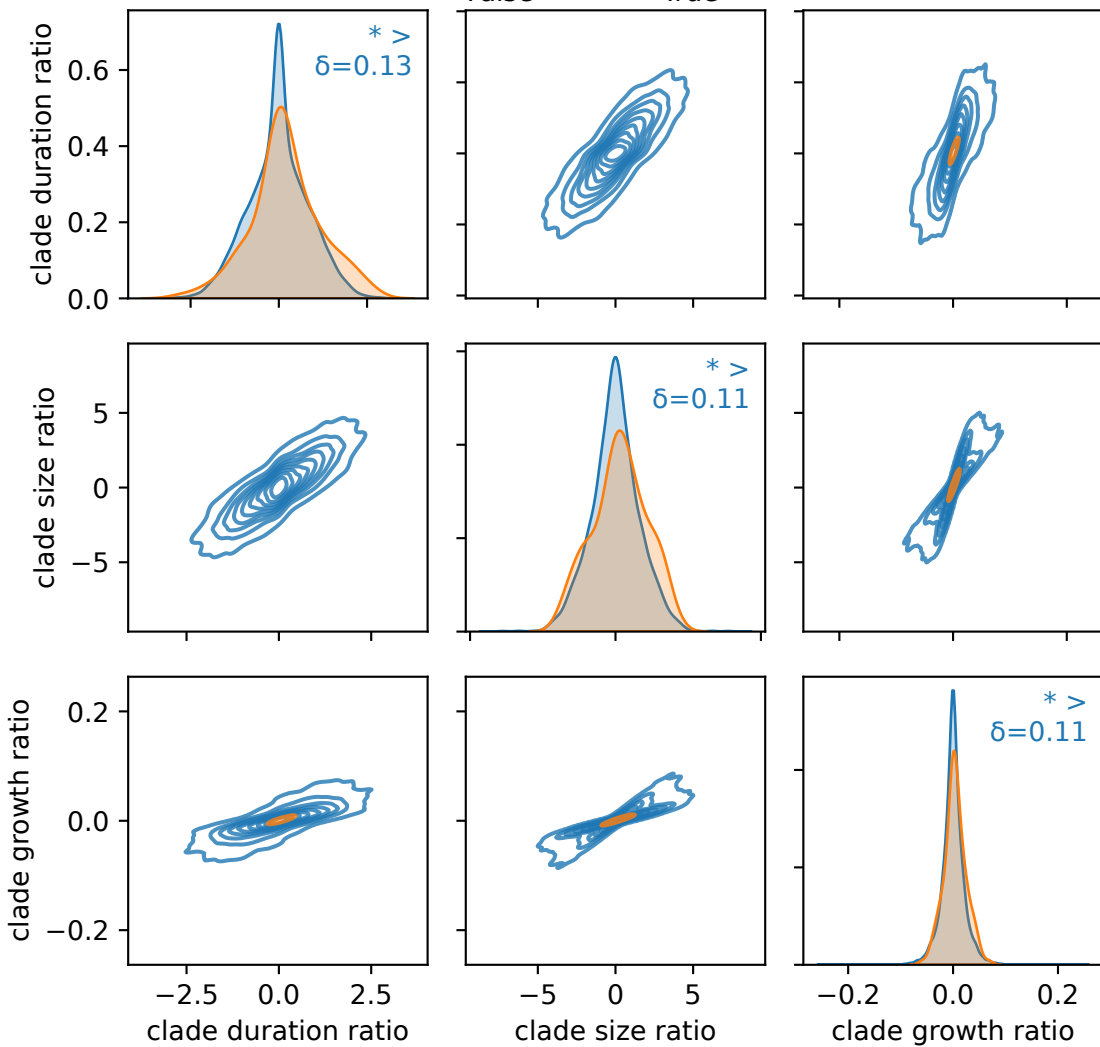 clade duration ratio
0.6
0.4
0.2
0.0
* >
δ=0.13
clade size ratio
5
0
−5
* >
δ=0.11
clade growth ratio
0.2
0.0
−0.2
* >
δ=0.11
−2.5 0.0 2.5
−5 0 5
−0.2 0.0 0.2
clade duration ratio
clade size ratio
clade growth ratio